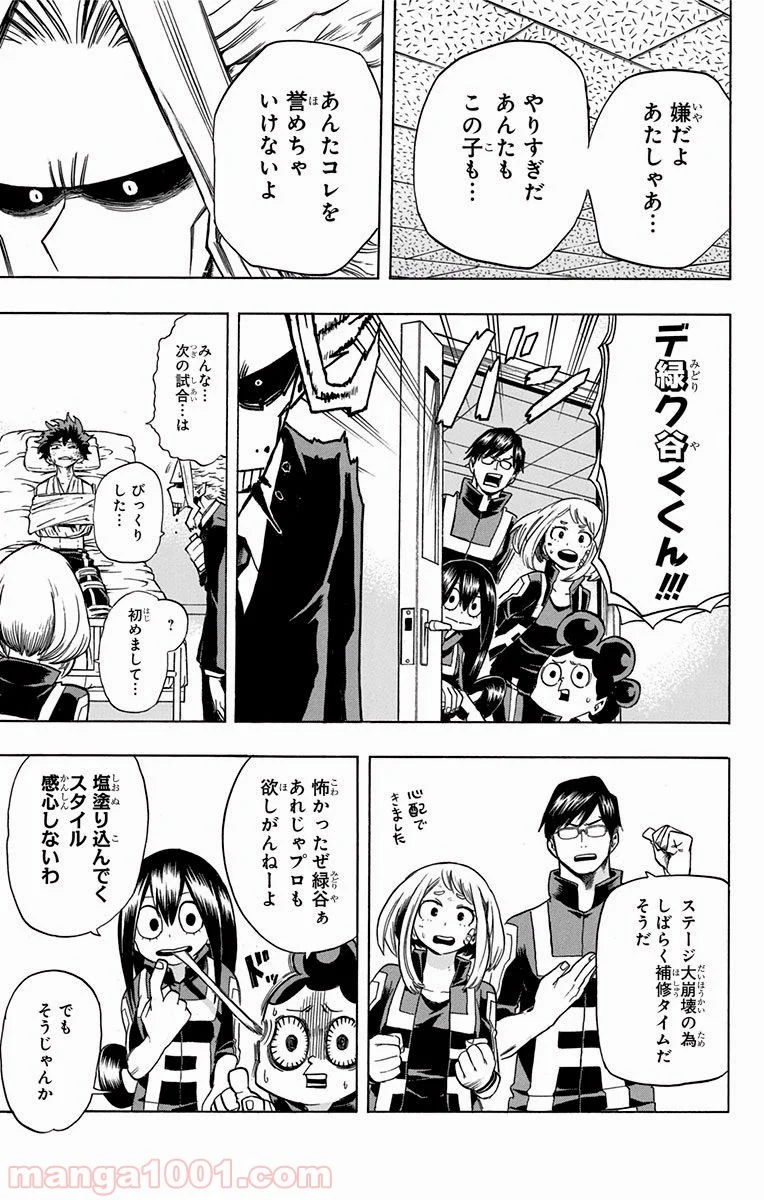 嫌だよ
あたしゃあ…
やりすぎだ
あんたも
この子も…
あんたコレを
誉めちゃ
いけないよ
デ緑ク谷くくん!!!
みんな…
次の試合…は
びっくり
した…
?
初めまして…
心配で
きました
ステージ大崩壊の為
しばらく補修タイムだ
そうだ
怖かったぜ緑谷ぁ
あれじゃプロも
欲しがんねーよ
ドッ
塩塗り込んでく
スタイル
感心しないわ
でも
そうじゃんか
manga1001.com